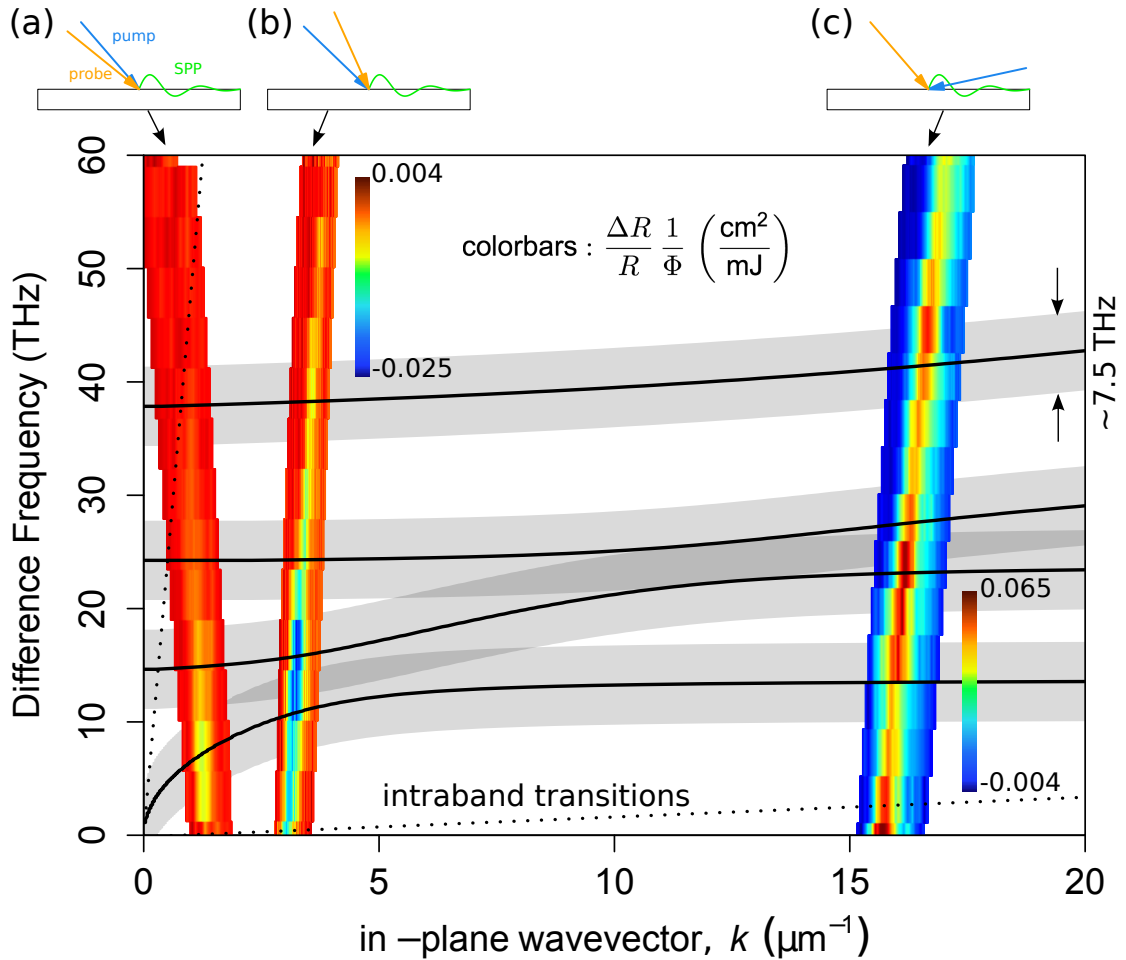 (a)
(b)
(c)
pump
probe
SPP
60
50
40
30
20
10
0
Difference Frequency (THz)
0.004
-0.025
colorbars : ΔR/R 1/Φ (cm²/mJ)
~7.5 THz
0.065
-0.004
intraband transitions
0 5 10 15 20
in –plane wavevector, k (μm⁻¹)